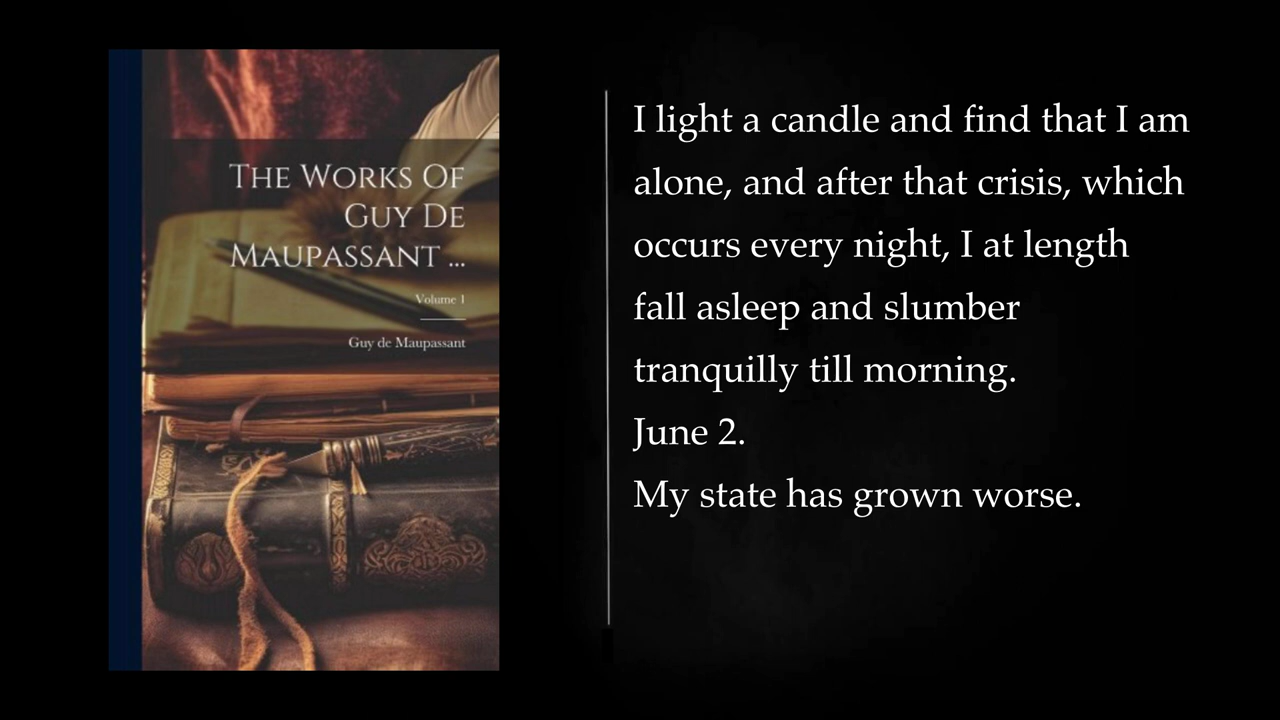 The Works Of
Guy De
Maupassant ...
Volume 1
Guy de Maupassant
I light a candle and find that I am
alone, and after that crisis, which
occurs every night, I at length
fall asleep and slumber
tranquilly till morning.
June 2.
My state has grown worse.